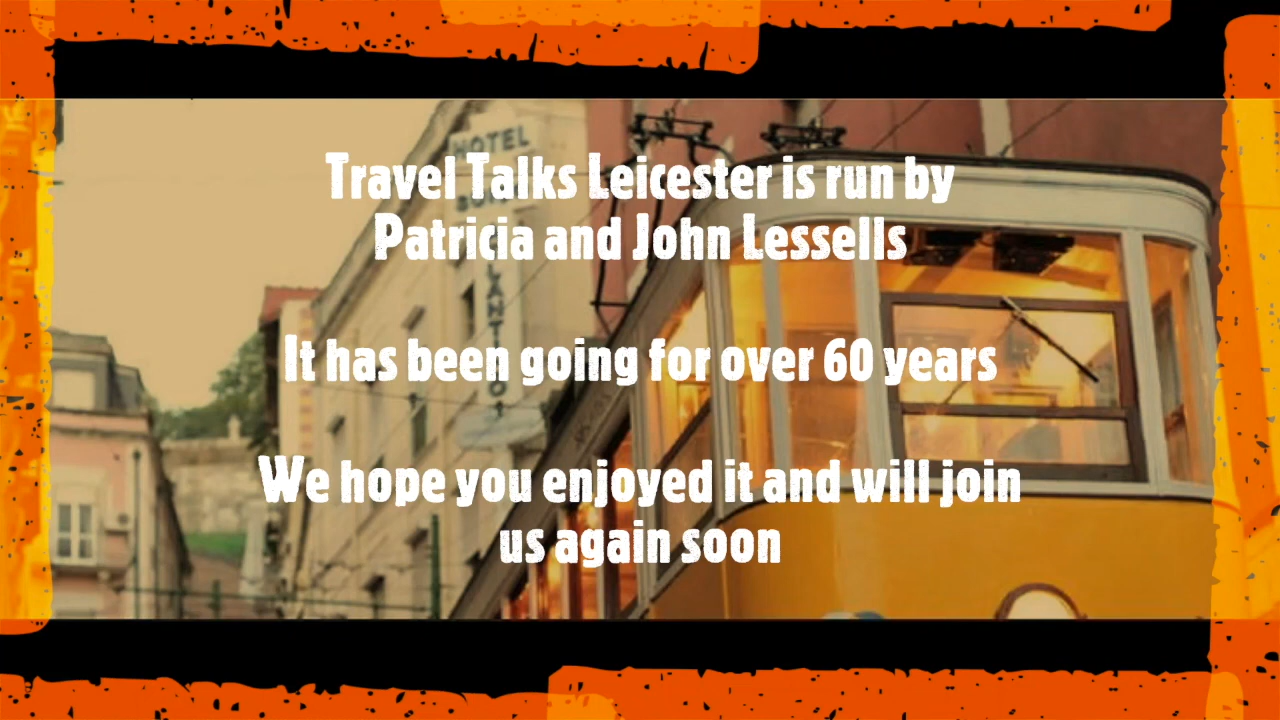 Travel Talks Leicester is run by
Patricia and John Lessells
It has been going for over 60 years
We hope you enjoyed it and will join
us again soon
HOTEL